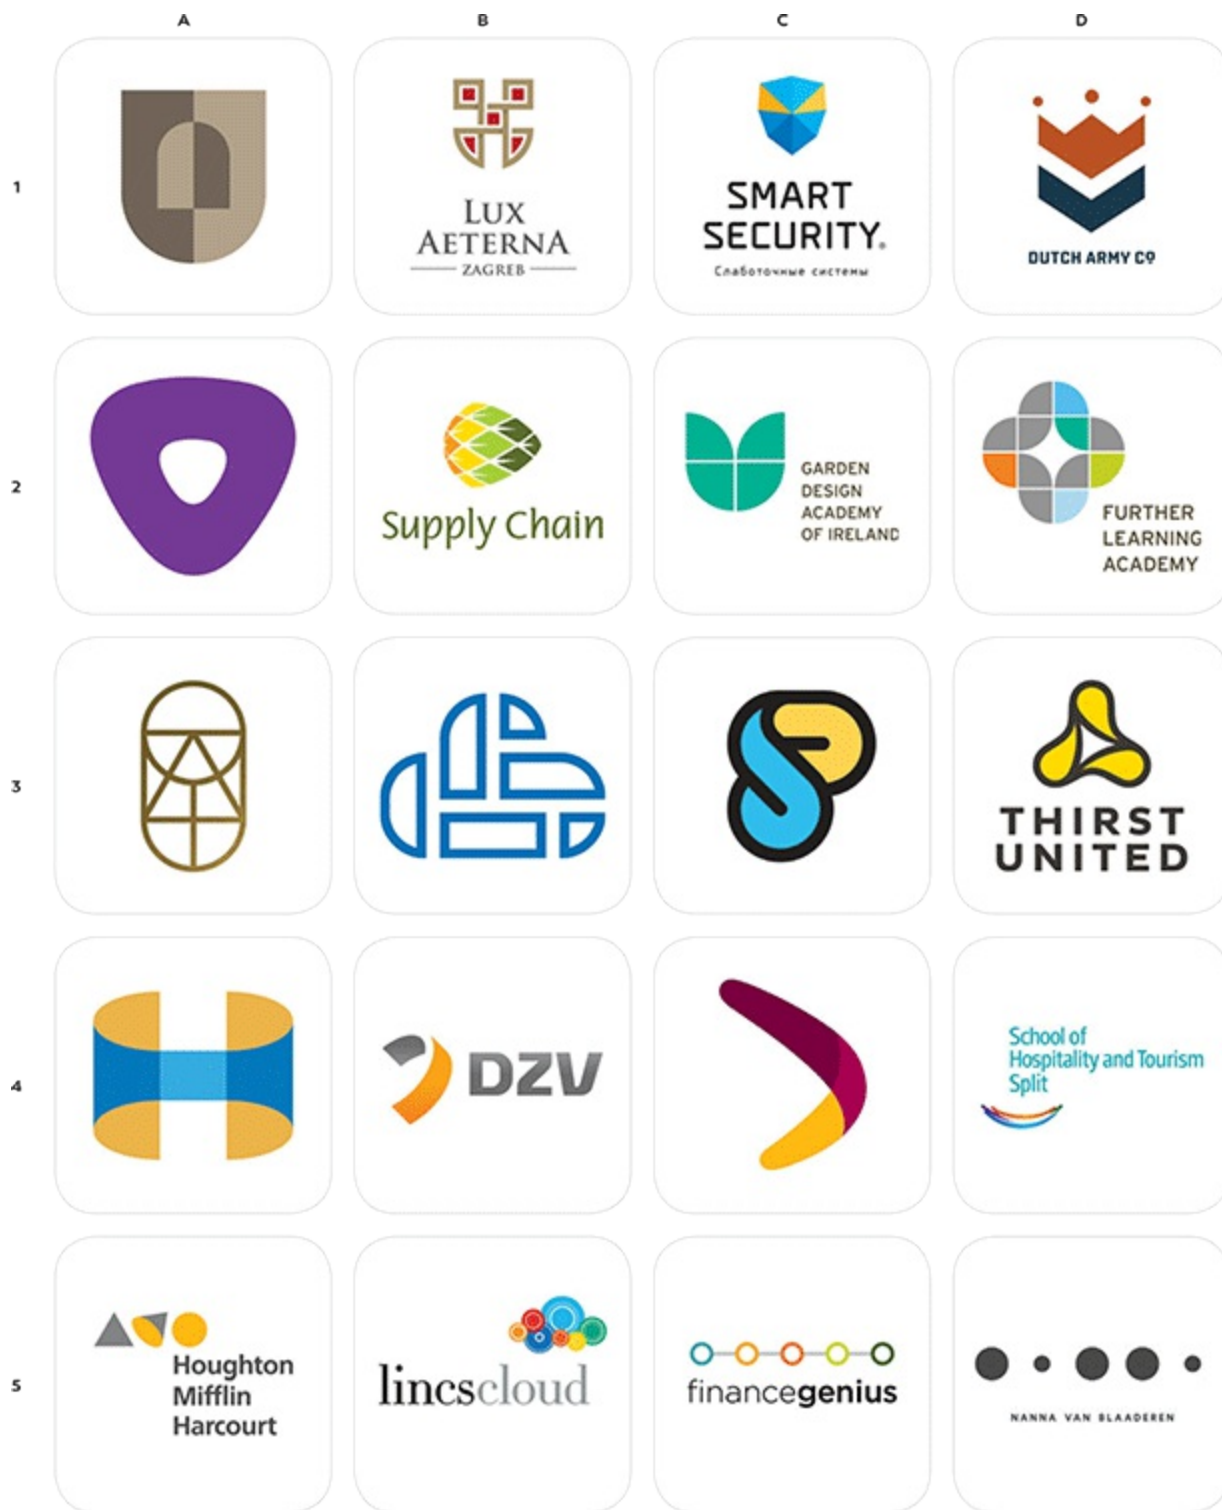 A B C D
1
LUX
AETERNA
ZAGREB
SMART
SECURITY®
Слаботочные системы
DUTCH ARMY CO
2
Supply Chain
GARDEN
DESIGN
ACADEMY
OF IRELAND
FURTHER
LEARNING
ACADEMY
3
THIRST
UNITED
4
DZV
School of
Hospitality and Tourism
Split
5
Houghton
Mifflin
Harcourt
lincscloud
financegenius
NANNA VAN BLAADEREN